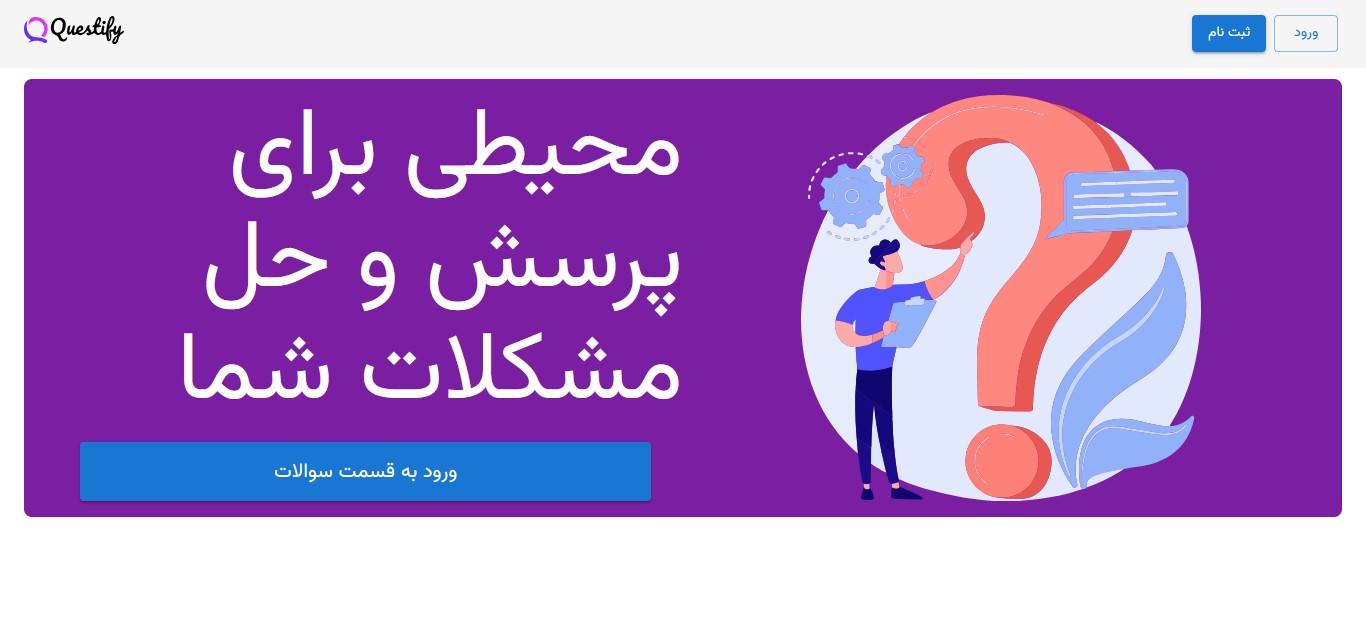 Questify
ورود
ثبت نام
محیطی برای
پرسش و حل
مشکلات شما
ورود به قسمت سوالات